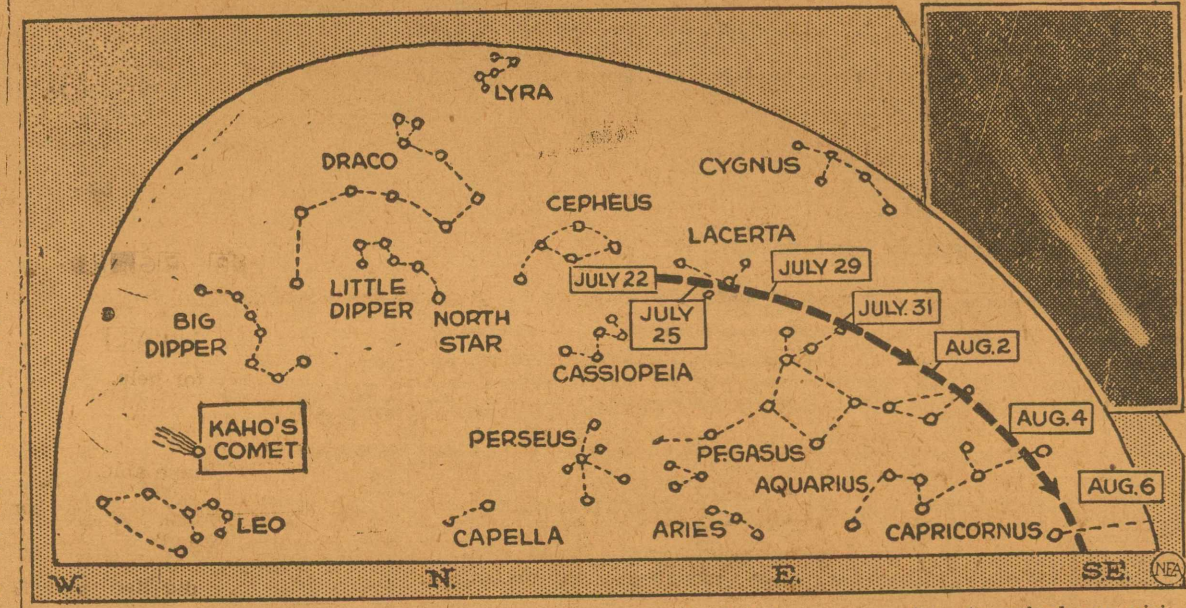 LYRA
DRACO
CYGNUS
CEPHEUS
LACERTA
JULY 22
JULY 29
LITTLE
DIPPER
NORTH
STAR
JULY
25
JULY. 31
BIG
DIPPER
CASSIOPEIA
AUG. 2
KAHO'S
COMET
PERSEUS
PEGASUS
AUG. 4
AQUARIUS
AUG. 6
LEO
CAPELLA
ARIES
CAPRICORNUS
W. N. E. SE.
NEA